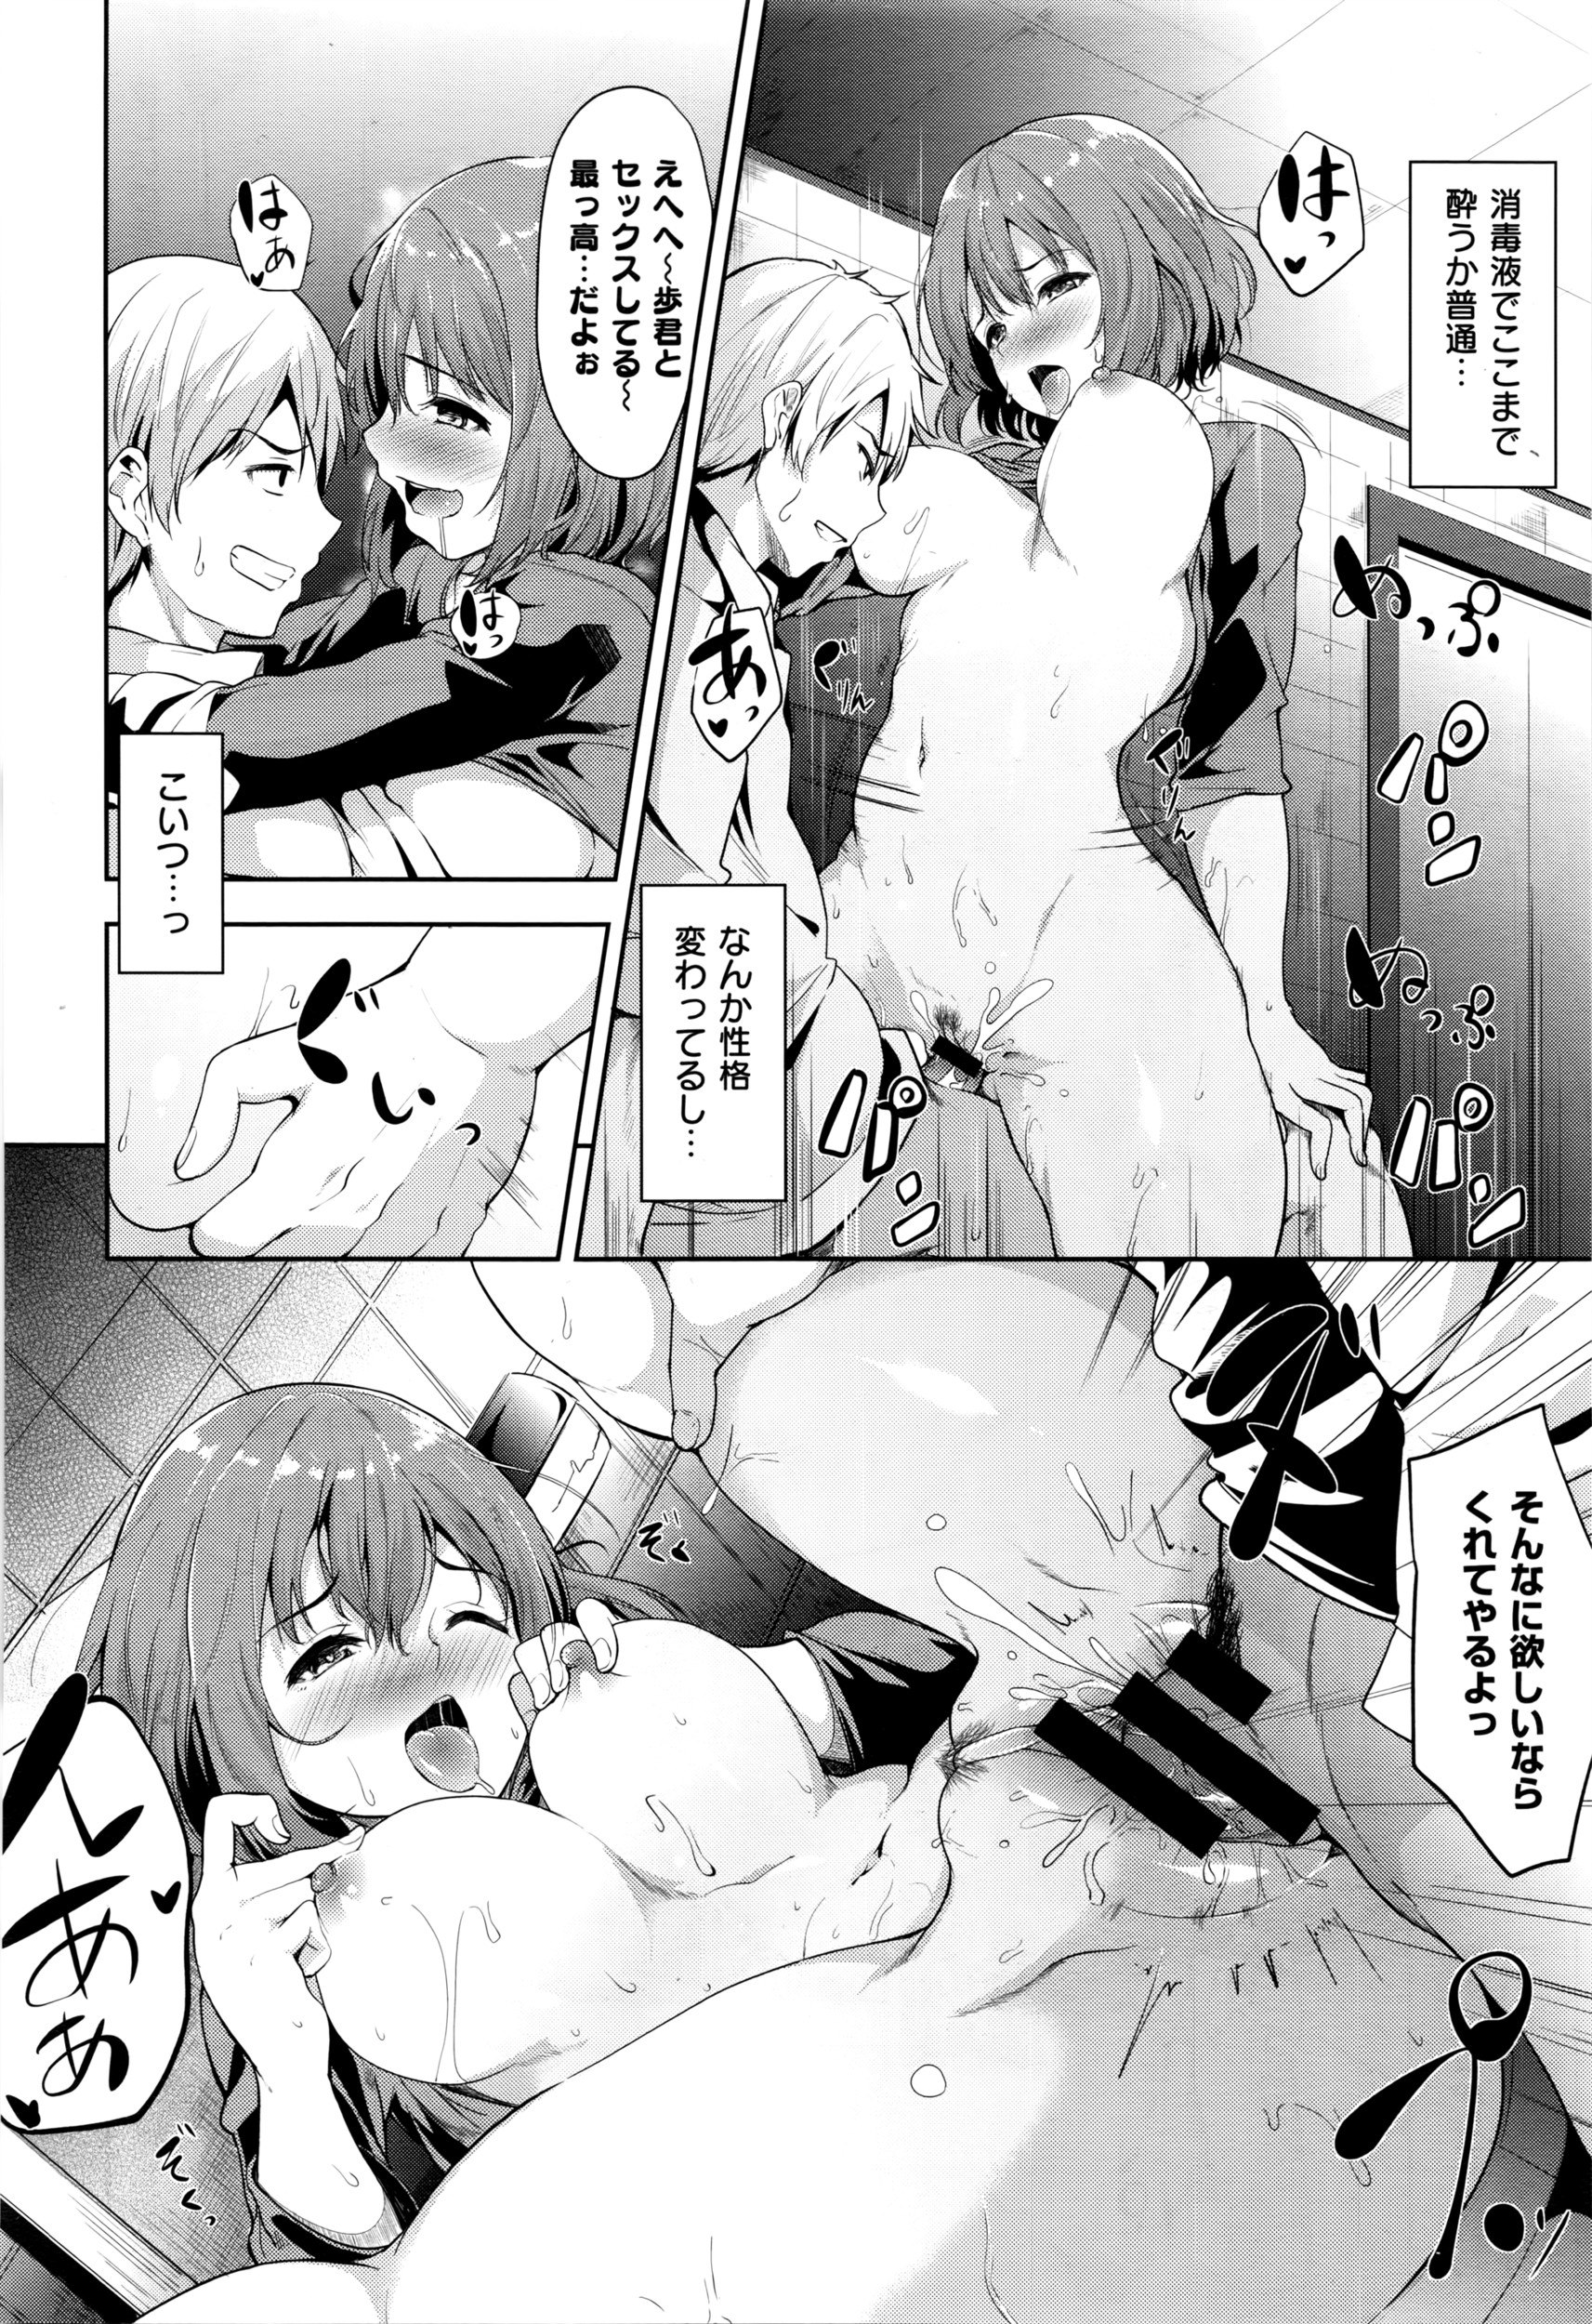 消毒液でここまで
酔うか普通…
はっ
ぬっぷ
パン
ぐりん
ぐりん
あっ
ぬっぷ
パン
パン
なんか性格
変わってるし…
えへへ～歩君と
セックスしてる～
最っ高…だよぉ
はぁ
はっ
こいつ…っ
ぐいっ
そんなに欲しいなら
くれてやるよっ
ぞ
んああぁ
ぞ
ぞ